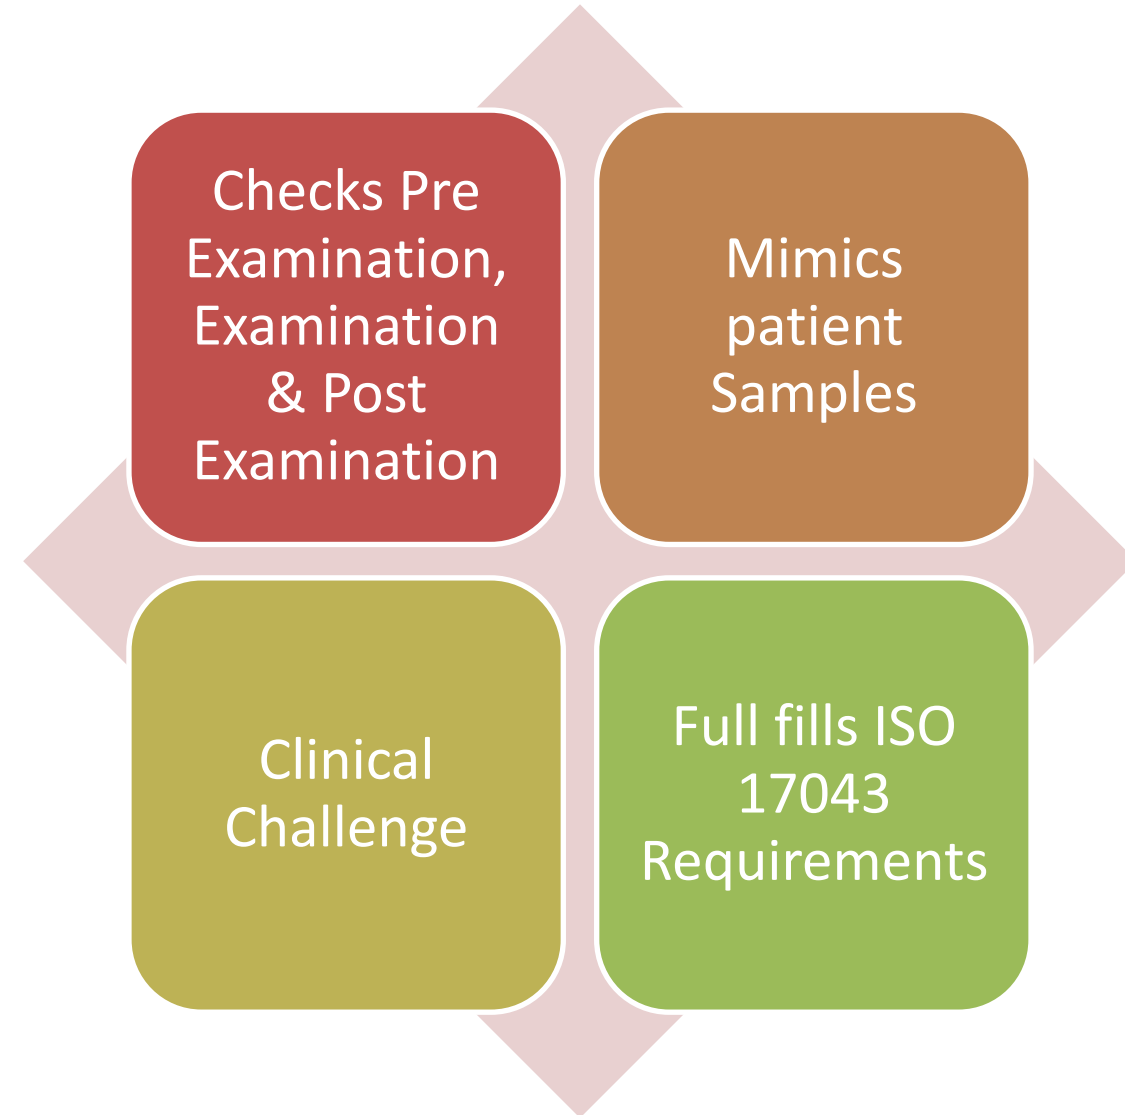 Checks Pre
Examination,
Examination
& Post
Examination
Mimics
patient
Samples
Clinical
Challenge
Full fills ISO
17043
Requirements